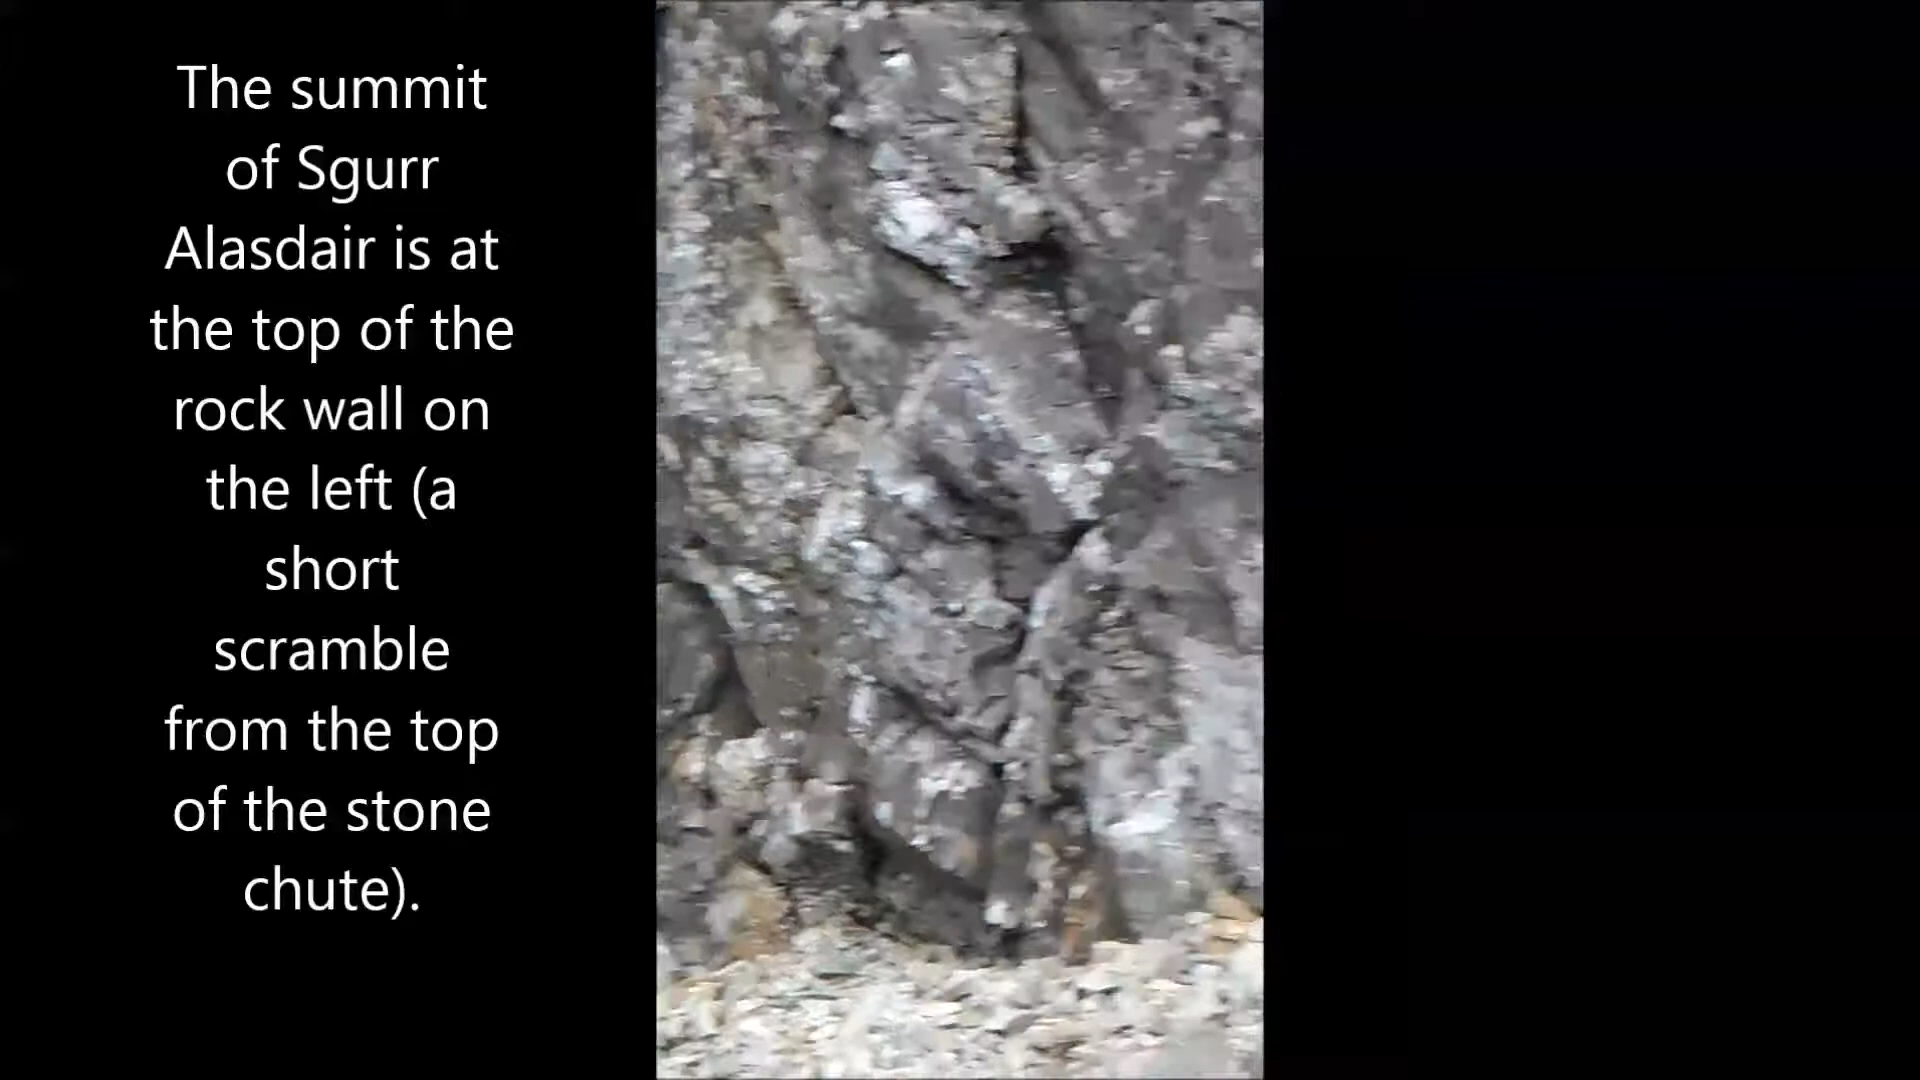 The summit
of Sgurr
Alasdair is at
the top of the
rock wall on
the left (a
short
scramble
from the top
of the stone
chute).